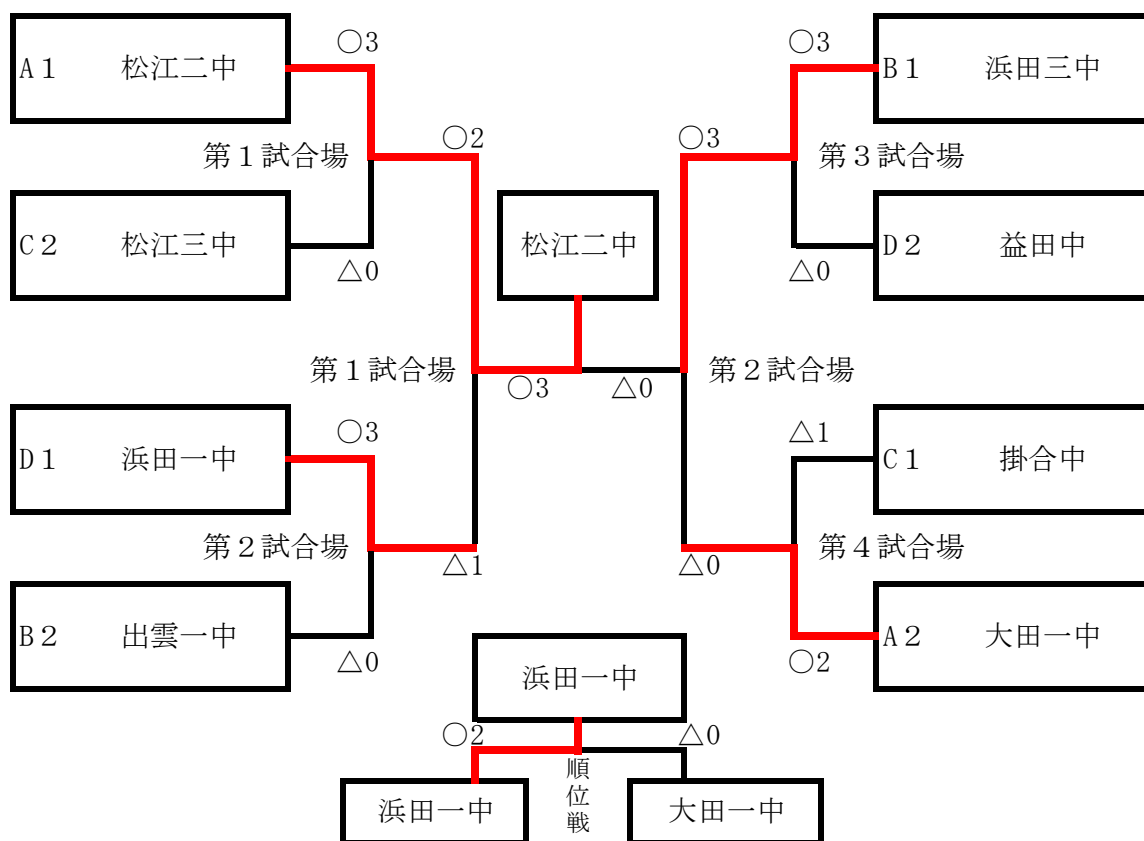 ○3
○3
A1 松江二中
B1 浜田三中
○2
○3
第1試合場
第3試合場
C2 松江三中
松江二中
D2 益田中
△0
△0
第1試合場
第2試合場
○3
△0
○3
△1
D1 浜田一中
C1 掛合中
第2試合場
第4試合場
△1
△0
B2 出雲一中
A2 大田一中
△0
○2
浜田一中
○2
△0
順位戦
浜田一中
大田一中